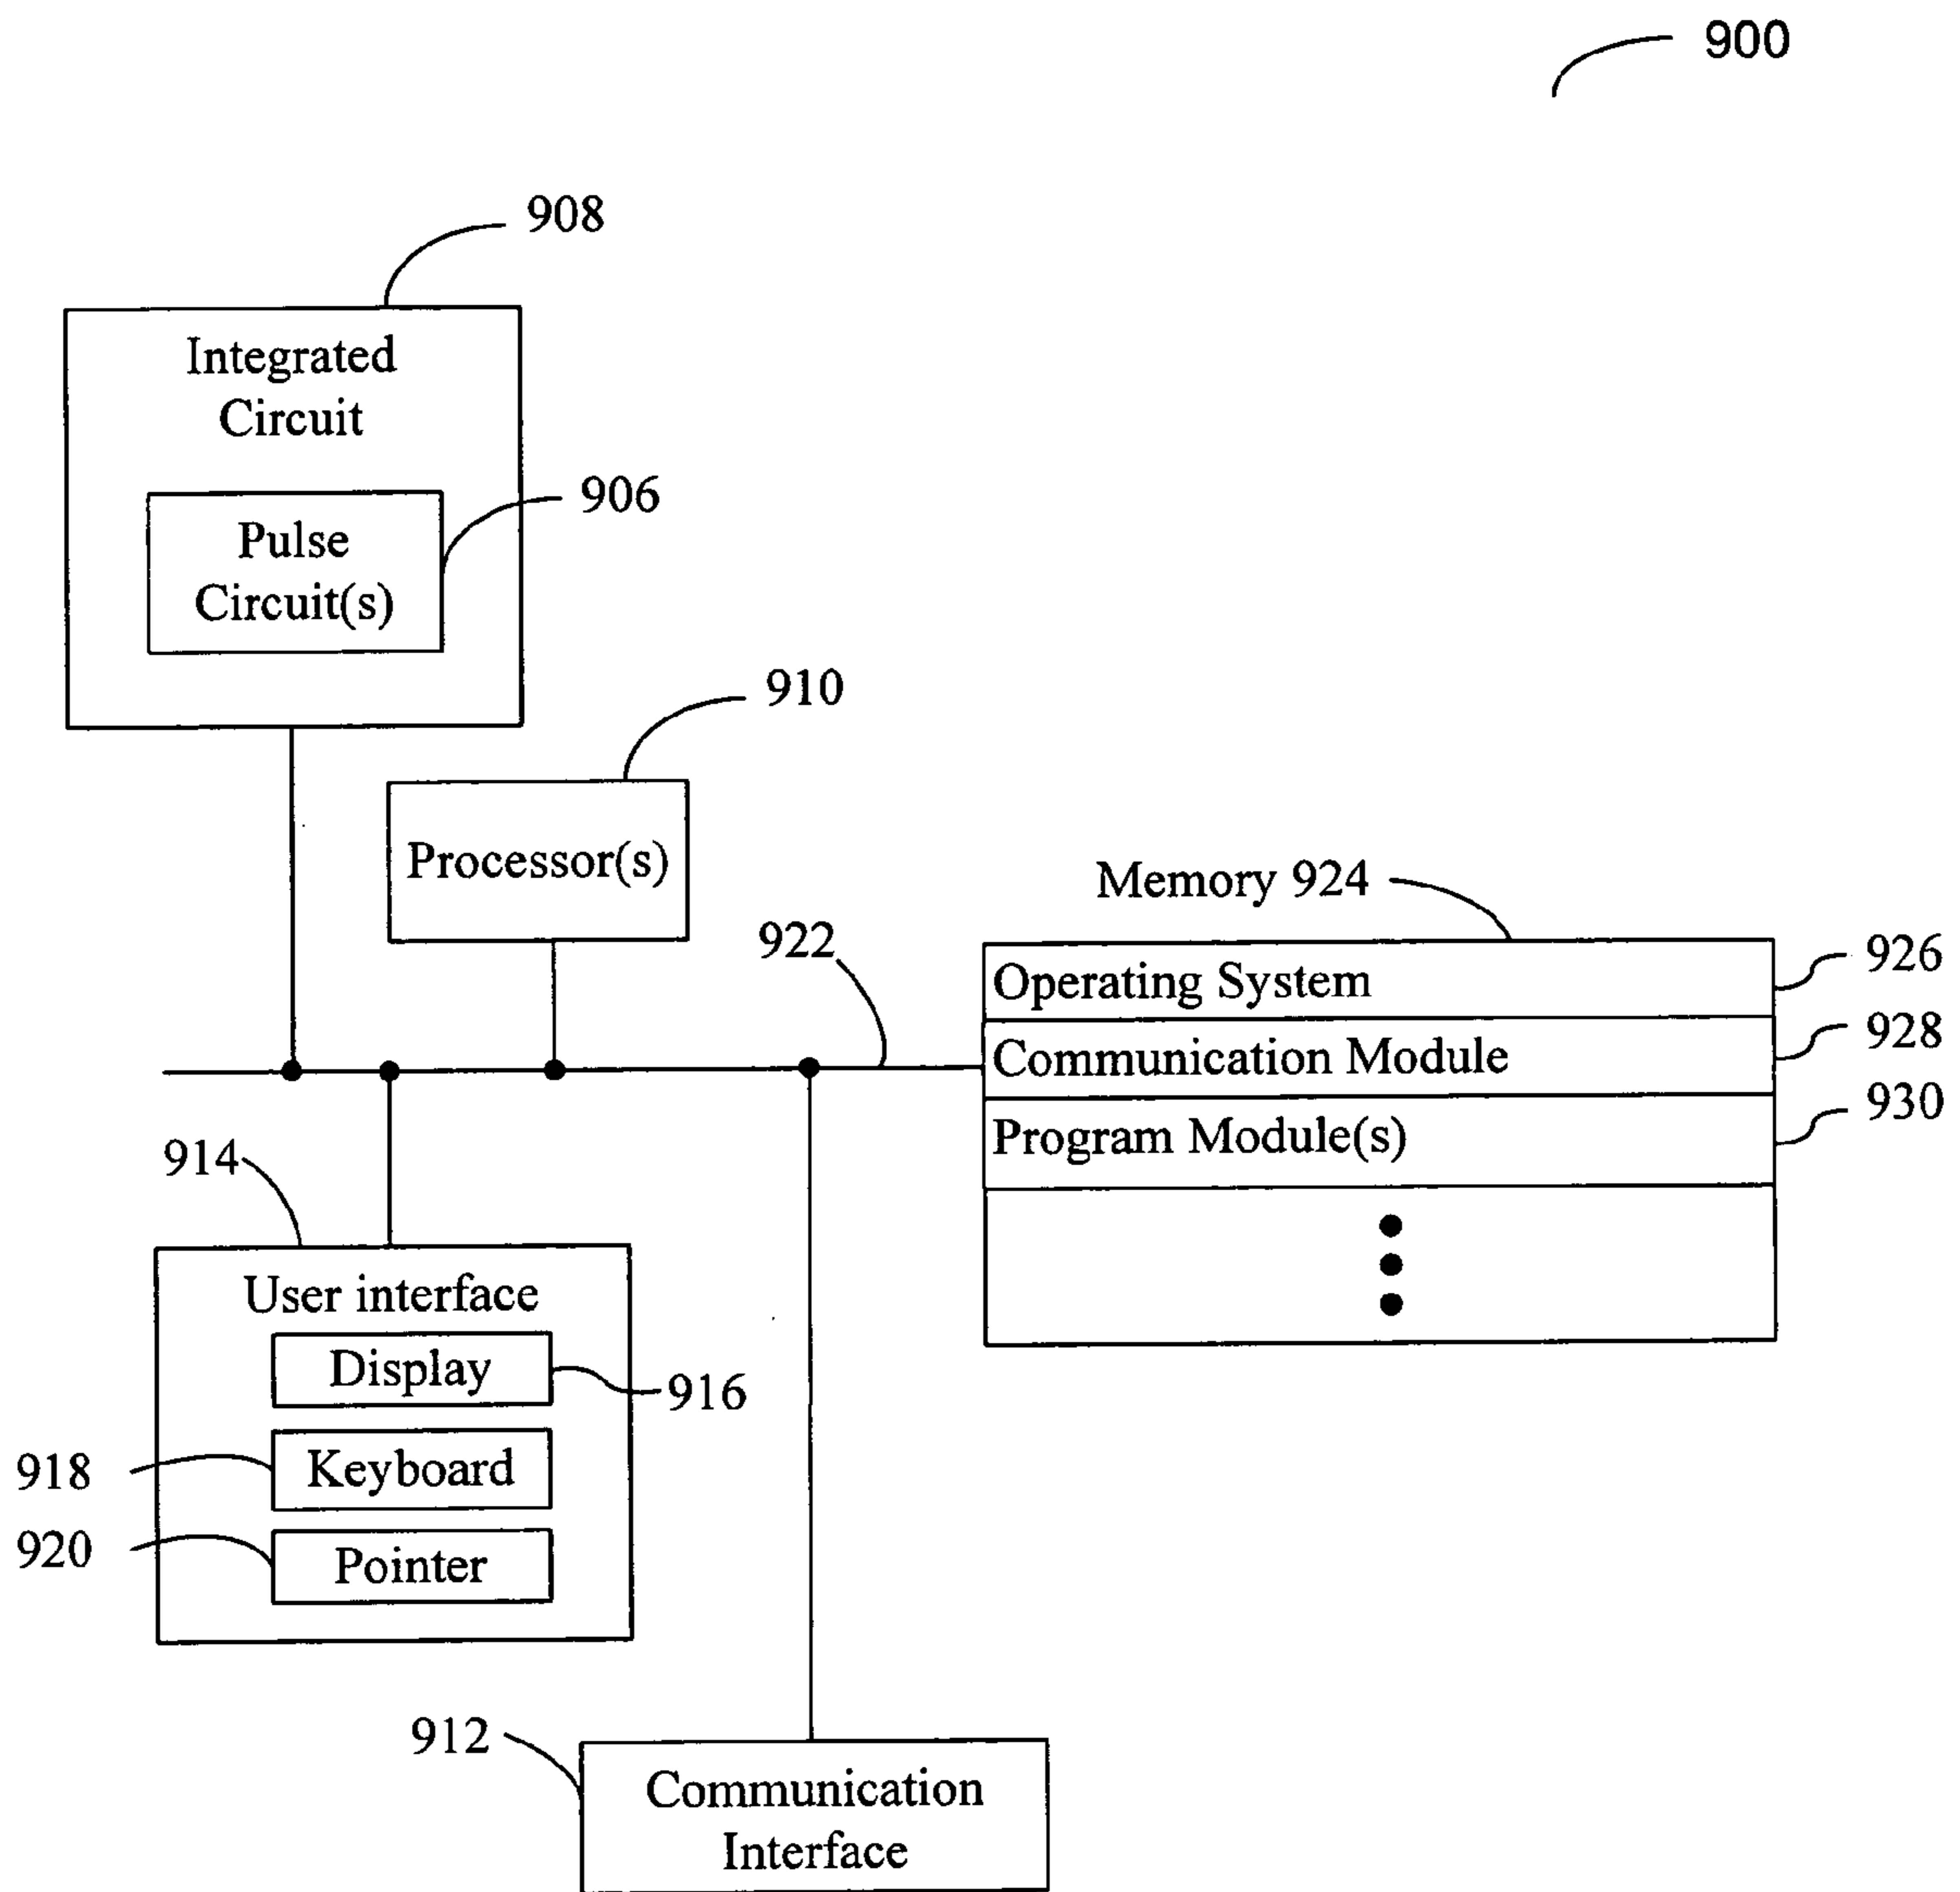 900
908
Integrated
Circuit
906
Pulse
Circuit(s)
910
Processor(s)
Memory 924
922
Operating System
926
Communication Module
928
Program Module(s)
930
914
User interface
Display
916
918
Keyboard
920
Pointer
912
Communication
Interface